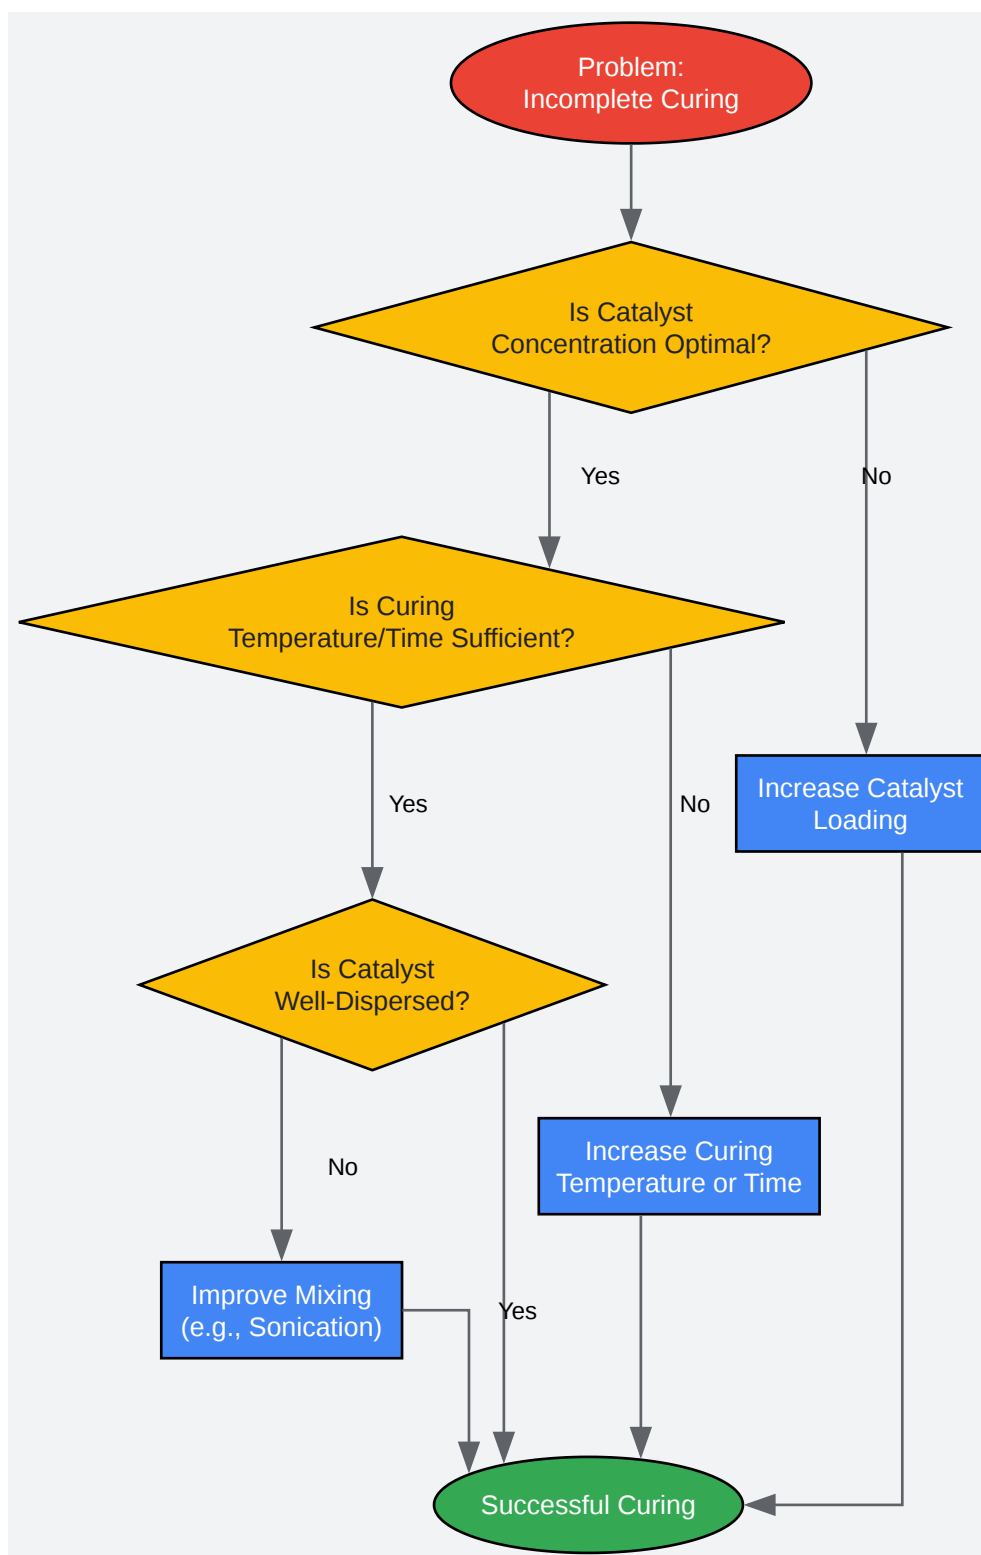 Problem:
Incomplete Curing
Is Catalyst
Concentration Optimal?
Yes
No
Is Curing
Temperature/Time Sufficient?
Increase Catalyst
Loading
Yes
No
Is Catalyst
Well-Dispersed?
Increase Curing
Temperature or Time
No
Improve Mixing
(e.g., Sonication)
Yes
Successful Curing